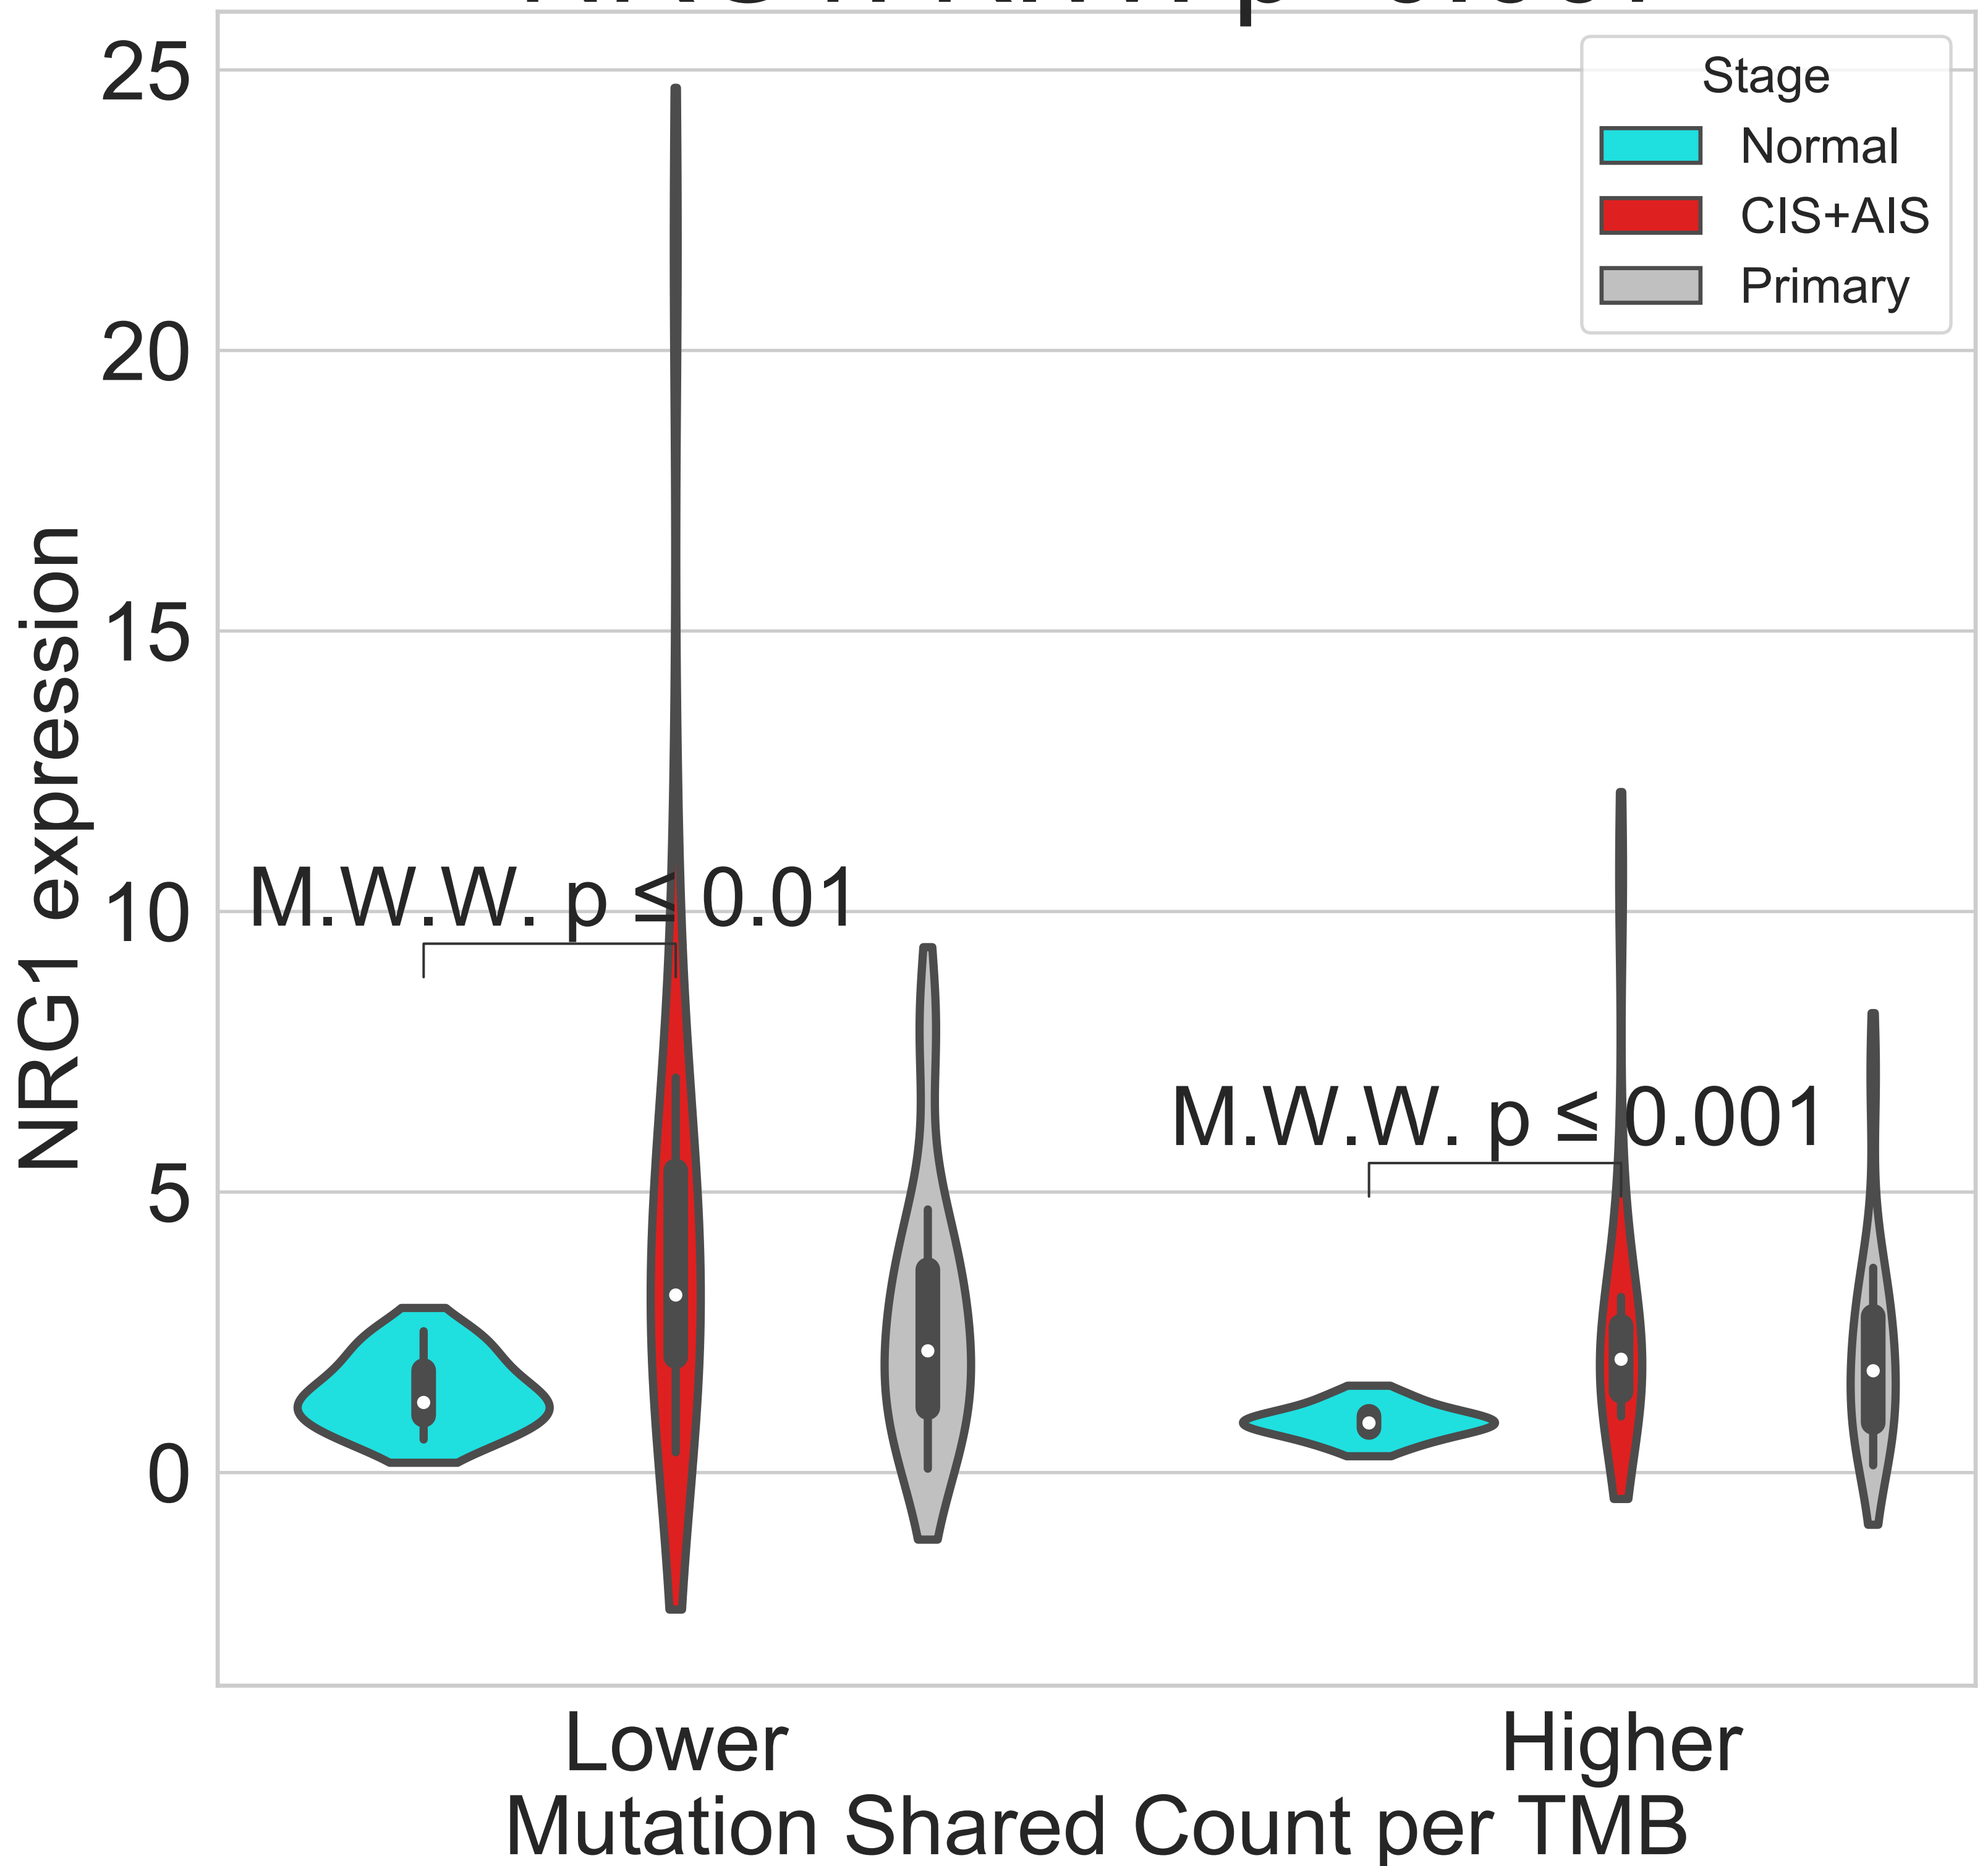 25
20
15
10
5
0
NRG1 expression
Stage
Normal
CIS+AIS
Primary
M.W.W. p ≤ 0.01
M.W.W. p ≤ 0.001
Lower
Higher
Mutation Shared Count per TMB